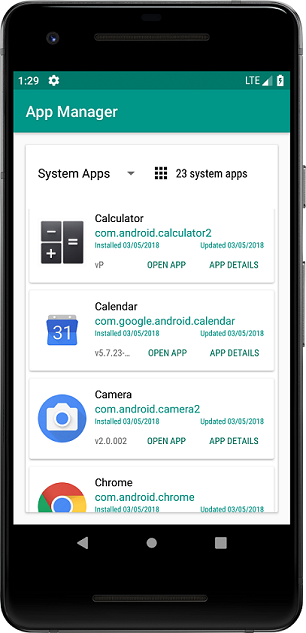 1:29 LTE
App Manager
System Apps 23 system apps
Calculator
com.android.calculator2
Installed 03/05/2018 Updated 03/05/2018
vP OPEN APP APP DETAILS
31
Calendar
com.google.android.calendar
Installed 03/05/2018 Updated 03/05/2018
v5.7.23-... OPEN APP APP DETAILS
Camera
com.android.camera2
Installed 03/05/2018 Updated 03/05/2018
v2.0.002 OPEN APP APP DETAILS
Chrome
com.android.chrome
Installed 03/05/2018 Updated 03/05/2018